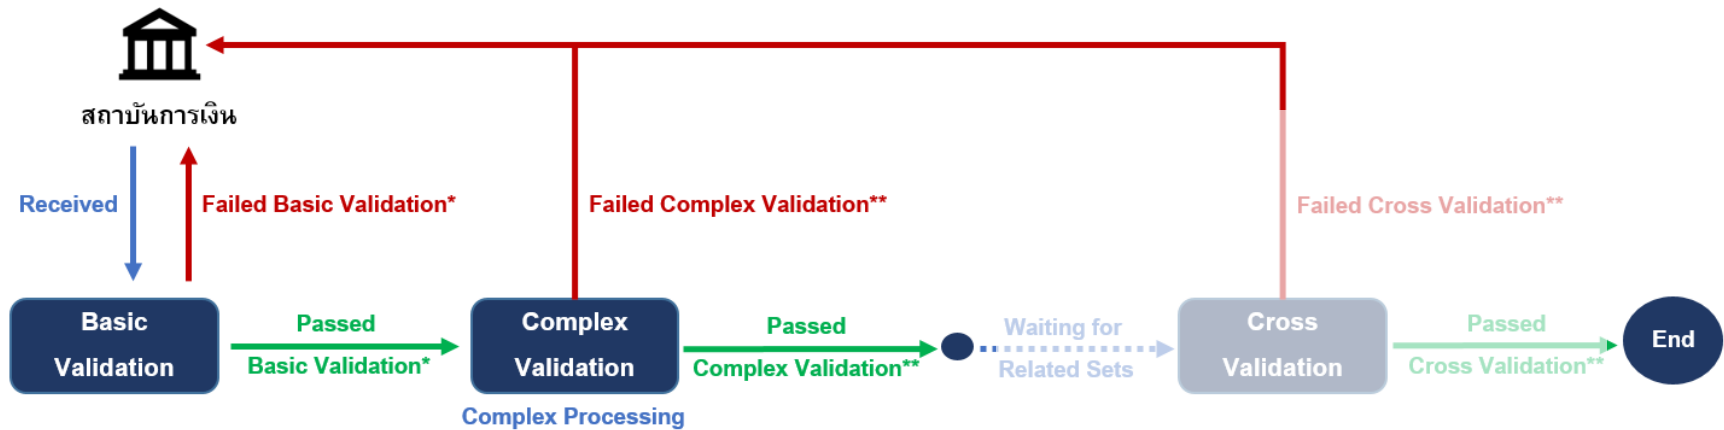 สถาบันการเงิน
Received
Failed Basic Validation*
Failed Complex Validation**
Failed Cross Validation**
Basic
Validation
Passed
Basic Validation*
Complex
Validation
Complex Processing
Passed
Complex Validation**
Waiting for
Related Sets
Cross
Validation
Passed
Cross Validation**
End